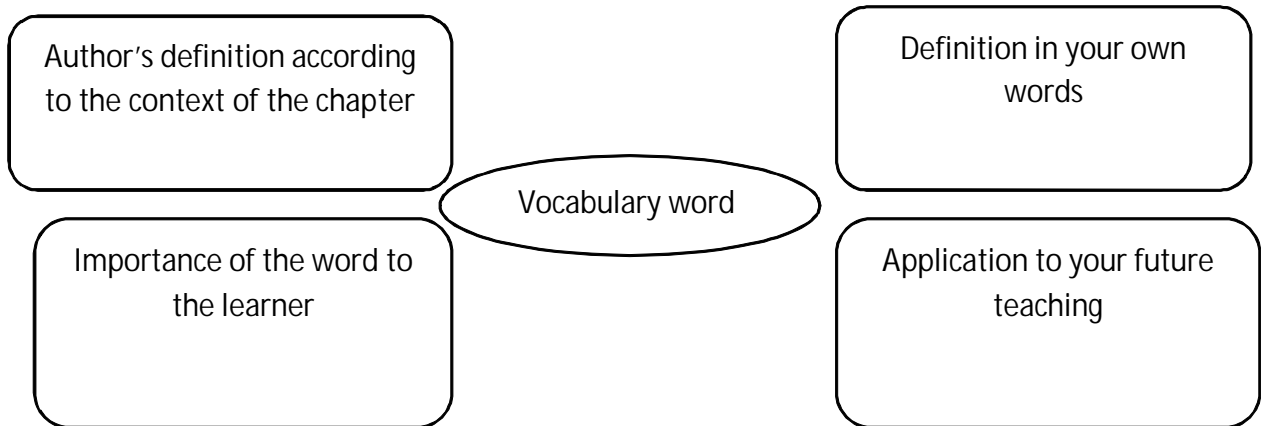 Author's definition according
to the context of the chapter
Definition in your own
words
Vocabulary word
Importance of the word to
the learner
Application to your future
teaching